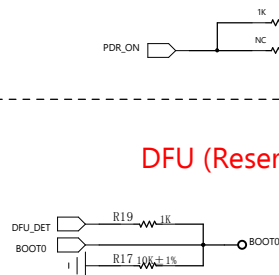 1K
PDR_ON
NC
DFU (Reser
R19
1K
DFU_DET
BOOT0
BOOT0
R17 10K±1%